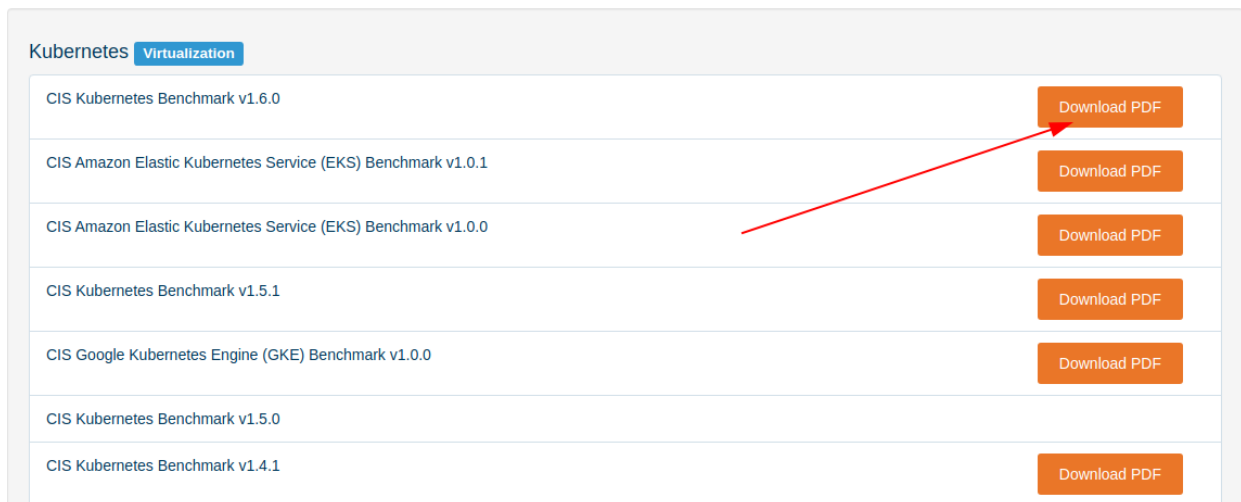 Kubernetes Virtualization
CIS Kubernetes Benchmark v1.6.0 Download PDF
CIS Amazon Elastic Kubernetes Service (EKS) Benchmark v1.0.1 Download PDF
CIS Amazon Elastic Kubernetes Service (EKS) Benchmark v1.0.0 Download PDF
CIS Kubernetes Benchmark v1.5.1 Download PDF
CIS Google Kubernetes Engine (GKE) Benchmark v1.0.0 Download PDF
CIS Kubernetes Benchmark v1.5.0
CIS Kubernetes Benchmark v1.4.1 Download PDF